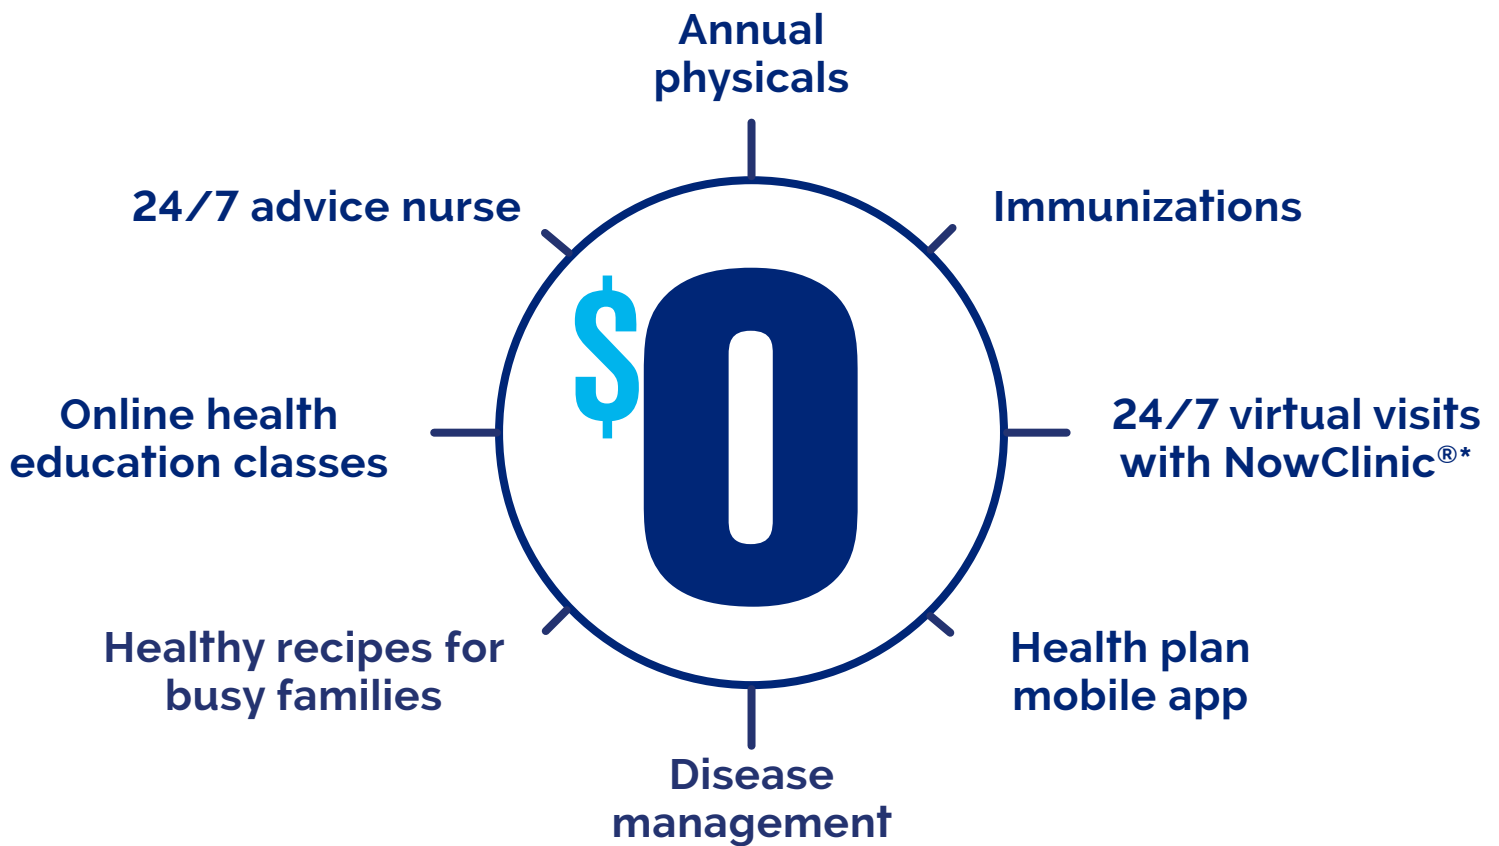 Annual
physicals
24/7 advice nurse
Immunizations
$0
Online health
education classes
24/7 virtual visits
with NowClinic®*
Healthy recipes for
busy families
Health plan
mobile app
Disease
management